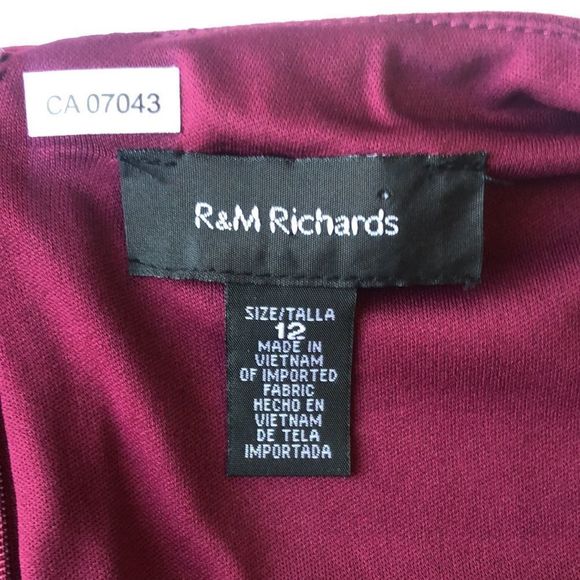 CA 07043
R&M Richards
SIZE/TALLA
12
MADE IN
VIETNAM
OF IMPORTED
FABRIC
HECHO EN
VIETNAM
DE TELA
IMPORTADA